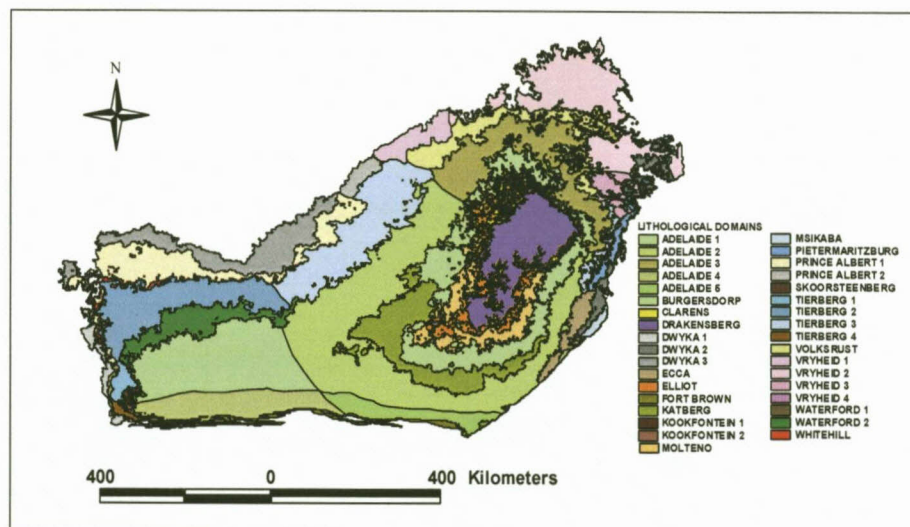 N
LITHOLOGICAL DOMAINS
ADELAIDE 1
ADELAIDE 2
ADELAIDE 3
ADELAIDE 4
ADELAIDE 5
BURGERSDORP
CLARENS
DRAKENSBERG
DWYKA 1
DWYKA 2
DWYKA 3
ECCA
ELLIOT
FORT BROWN
KATBERG
KOOKFONTEIN 1
KOOKFONTEIN 2
MOLTENO
MSIKABA
PIETERMARITZBURG
PRINCE ALBERT 1
PRINCE ALBERT 2
SKOORSTEENBERG
TIERBERG 1
TIERBERG 2
TIERBERG 3
TIERBERG 4
VOLKSRUST
VRYHEID 1
VRYHEID 2
VRYHEID 3
VRYHEID 4
WATERFORD 1
WATERFORD 2
WHITEHILL
400 0 400 Kilometers